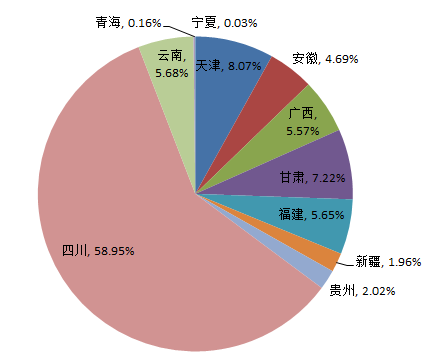 青海, 0.16%
宁夏, 0.03%
云南,
5.68%
天津, 8.07%
安徽, 4.69%
广西,
5.57%
甘肃, 7.22%
福建, 5.65%
四川, 58.95%
新疆, 1.96%
贵州, 2.02%